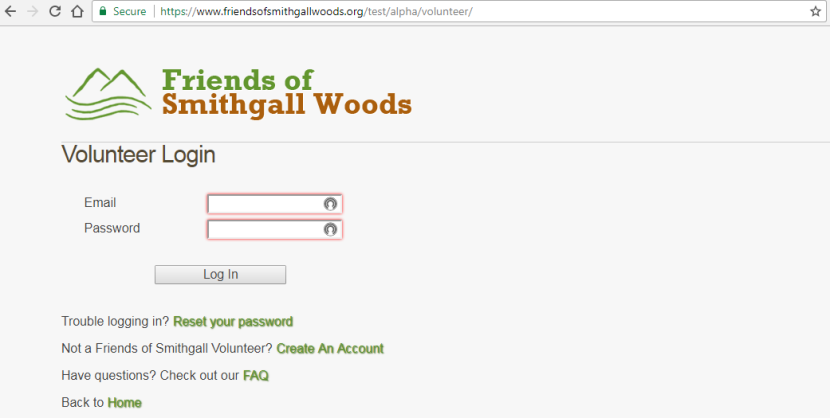 Secure https://www.friendsofsmithgallwoods.org/test/alpha/volunteer/
Friends of
Smithgall Woods
Volunteer Login
Email
Password
Log In
Trouble logging in? Reset your password
Not a Friends of Smithgall Volunteer? Create An Account
Have questions? Check out our FAQ
Back to Home